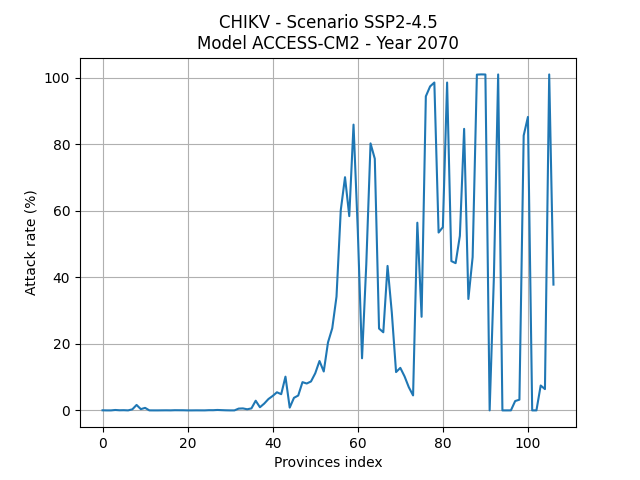 CHIKV - Scenario SSP2-4.5
Model ACCESS-CM2 - Year 2070
100
80
60
40
20
0
Attack rate (%)
0 20 40 60 80 100
Provinces index